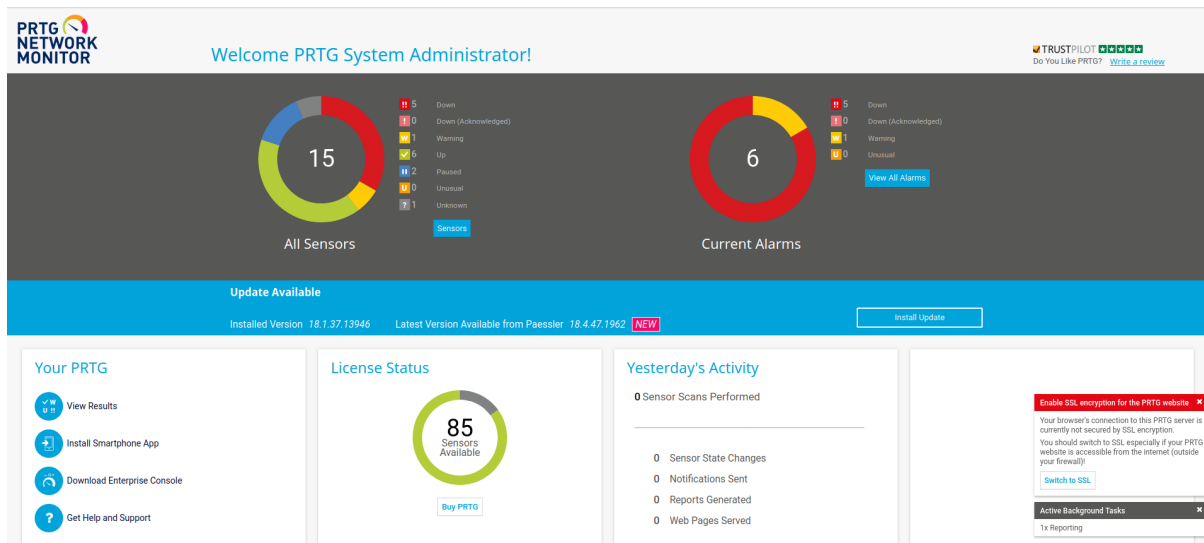 PRTG
NETWORK
MONITOR
Welcome PRTG System Administrator!
TRUSTPILOT
Do You Like PRTG? Write a review
15
All Sensors
!! 5 Down
! 0 Down (Acknowledged)
W 1 Warning
6 Up
2 Paused
U 0 Unusual
? 1 Unknown
Sensors
6
Current Alarms
!! 5 Down
! 0 Down (Acknowledged)
W 1 Warning
U 0 Unusual
View All Alarms
Update Available
Installed Version 18.1.37.13946 Latest Version Available from Paessler 18.4.47.1962 NEW
Install Update
Your PRTG
W U !! View Results
Install Smartphone App
Download Enterprise Console
? Get Help and Support
License Status
85
Sensors
Available
Buy PRTG
Yesterday's Activity
0 Sensor Scans Performed
0 Sensor State Changes
0 Notifications Sent
0 Reports Generated
0 Web Pages Served
Enable SSL encryption for the PRTG website ×
Your browser's connection to this PRTG server is
currently not secured by SSL encryption.
You should switch to SSL especially if your PRTG
website is accessible from the internet (outside
your firewall)!
Switch to SSL
Active Background Tasks ×
1x Reporting